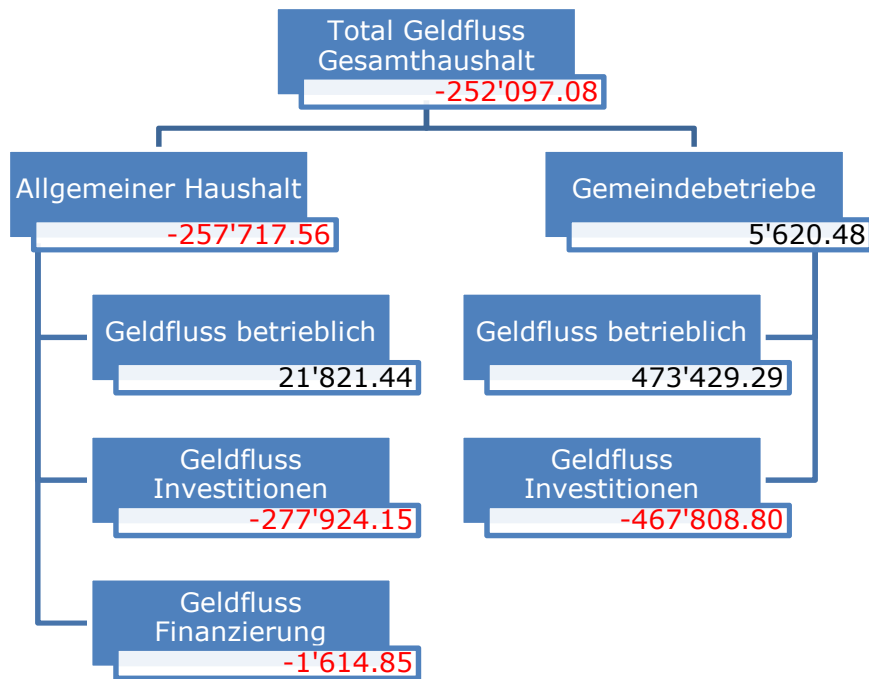 Total Geldfluss
Gesamthaushalt
-252'097.08
Allgemeiner Haushalt
-257'717.56
Gemeindebetriebe
5'620.48
Geldfluss betrieblich
21'821.44
Geldfluss betrieblich
473'429.29
Geldfluss
Investitionen
-277'924.15
Geldfluss
Investitionen
-467'808.80
Geldfluss
Finanzierung
-1'614.85